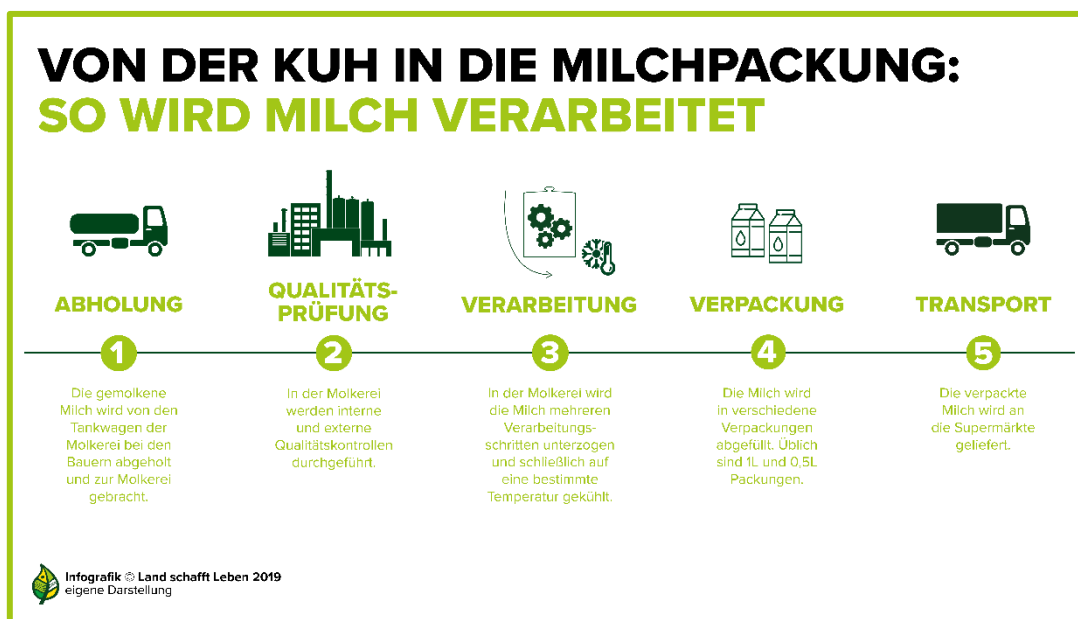 VON DER KUH IN DIE MILCHPACKUNG:
SO WIRD MILCH VERARBEITET
ABHOLUNG
1
Die gemolkene
Milch wird von den
Tankwagen der
Molkerei bei den
Bauern abgeholt
und zur Molkerei
gebracht.
QUALITÄTS-
PRÜFUNG
2
In der Molkerei
werden interne
und externe
Qualitätskontrollen
durchgeführt.
VERARBEITUNG
3
In der Molkerei wird
die Milch mehreren
Verarbeitungs-
schritten unterzogen
und schließlich auf
eine bestimmte
Temperatur gekühlt.
VERPACKUNG
4
Die Milch wird
in verschiedene
Verpackungen
abgefüllt. Üblich
sind 1L und 0,5L
Packungen.
TRANSPORT
5
Die verpackte
Milch wird an
die Supermärkte
geliefert.
Infografik © Land schafft Leben 2019
eigene Darstellung